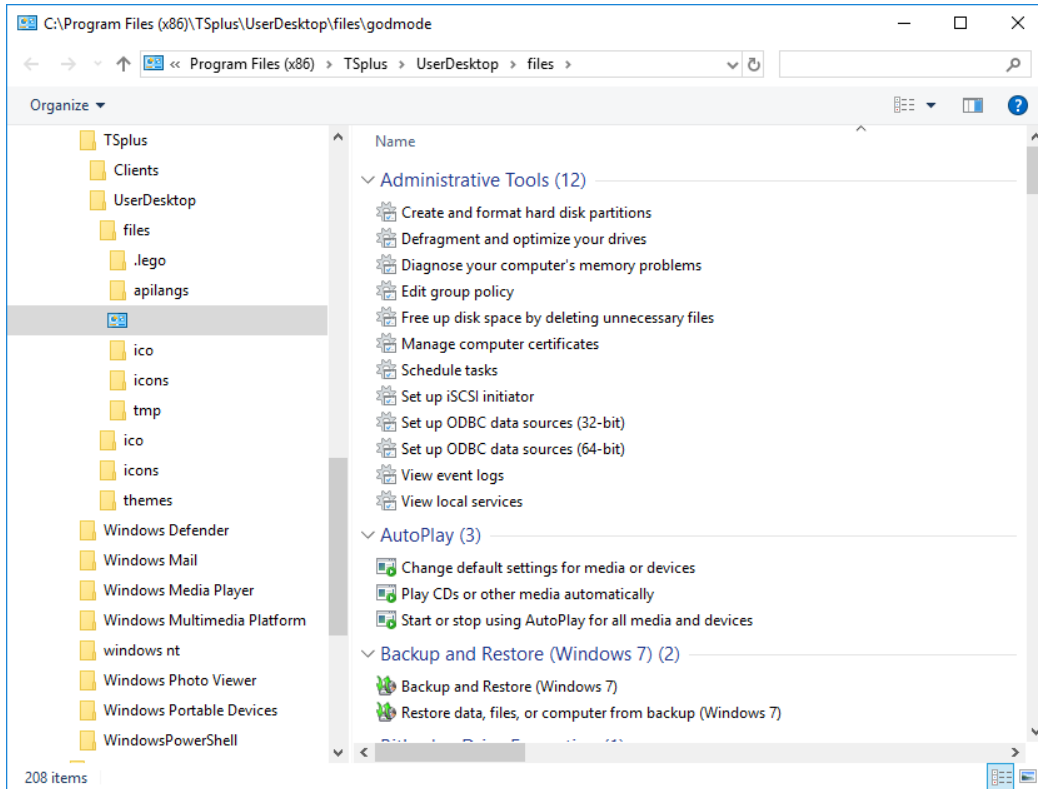 C:\Program Files (x86)\TSplus\UserDesktop\files\godmode
« Program Files (x86) > TSplus > UserDesktop > files >
Organize
TSplus
Clients
UserDesktop
files
.lego
apilangs
ico
icons
tmp
ico
icons
themes
Windows Defender
Windows Mail
Windows Media Player
Windows Multimedia Platform
windows nt
Windows Photo Viewer
Windows Portable Devices
WindowsPowerShell
Name
Administrative Tools (12)
Create and format hard disk partitions
Defragment and optimize your drives
Diagnose your computer's memory problems
Edit group policy
Free up disk space by deleting unnecessary files
Manage computer certificates
Schedule tasks
Set up iSCSI initiator
Set up ODBC data sources (32-bit)
Set up ODBC data sources (64-bit)
View event logs
View local services
AutoPlay (3)
Change default settings for media or devices
Play CDs or other media automatically
Start or stop using AutoPlay for all media and devices
Backup and Restore (Windows 7) (2)
Backup and Restore (Windows 7)
Restore data, files, or computer from backup (Windows 7)
208 items